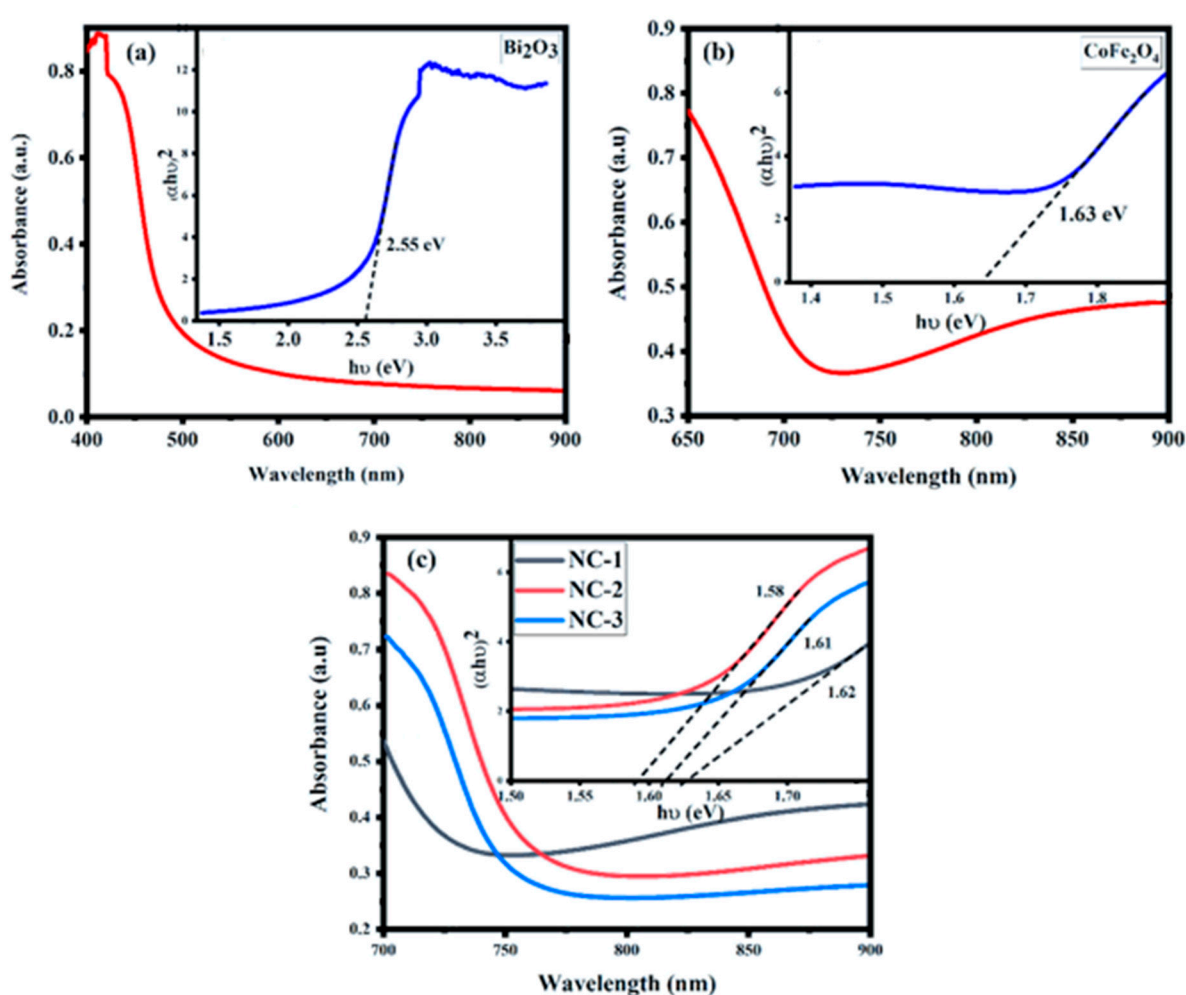 (a)
Bi2O3
Absorbance (a.u.)
0.8
0.6
0.4
0.2
0.0
400 500 600 700 800 900
Wavelength (nm)
(αhυ)2
14
12
10
8
6
4
2
0
2.55 eV
1.5 2.0 2.5 3.0 3.5
hυ (eV)
(b)
CoFe2O4
Absorbance (a.u)
0.9
0.8
0.7
0.6
0.5
0.4
0.3
650 700 750 800 850 900
Wavelength (nm)
(αhυ)2
6
4
2
0
1.63 eV
1.4 1.5 1.6 1.7 1.8
hυ (eV)
(c)
NC-1
NC-2
NC-3
Absorbance (a.u)
0.9
0.8
0.7
0.6
0.5
0.4
0.3
0.2
700 750 800 850 900
Wavelength (nm)
(αhυ)2
6
4
2
0
1.58
1.61
1.62
1.50 1.55 1.60 1.65 1.70
hυ (eV)